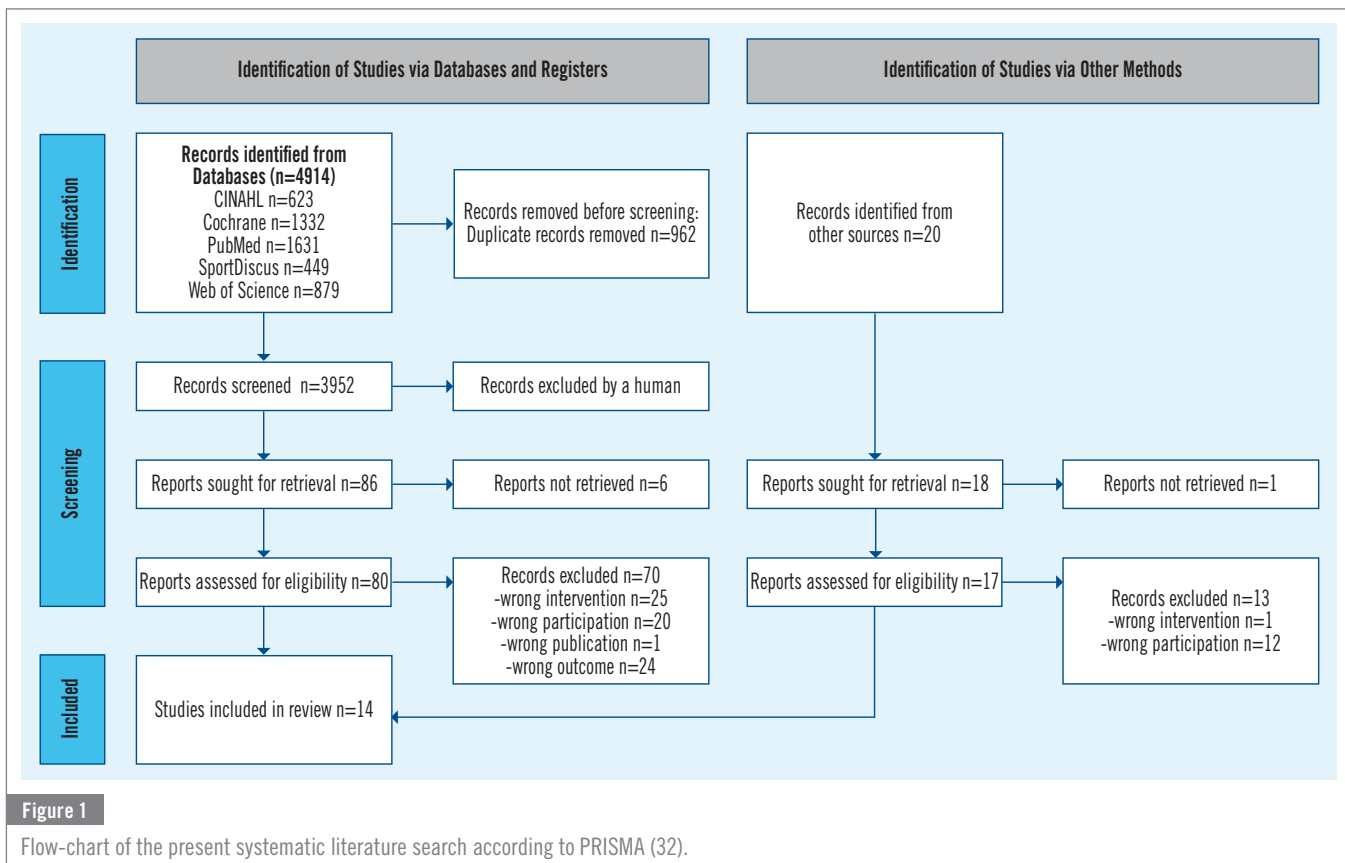 Identification of Studies via Databases and Registers
Identification of Studies via Other Methods
Identification
Records identified from
Databases (n=4914)
CINAHL n=623
Cochrane n=1332
PubMed n=1631
SportDiscus n=449
Web of Science n=879
Records removed before screening:
Duplicate records removed n=962
Records identified from
other sources n=20
Screening
Records screened n=3952
Records excluded by a human
Reports sought for retrieval n=86
Reports not retrieved n=6
Reports sought for retrieval n=18
Reports not retrieved n=1
Reports assessed for eligibility n=80
Records excluded n=70
-wrong intervention n=25
-wrong participation n=20
-wrong publication n=1
-wrong outcome n=24
Reports assessed for eligibility n=17
Records excluded n=13
-wrong intervention n=1
-wrong participation n=12
Included
Studies included in review n=14
Figure 1
Flow-chart of the present systematic literature search according to PRISMA (32).